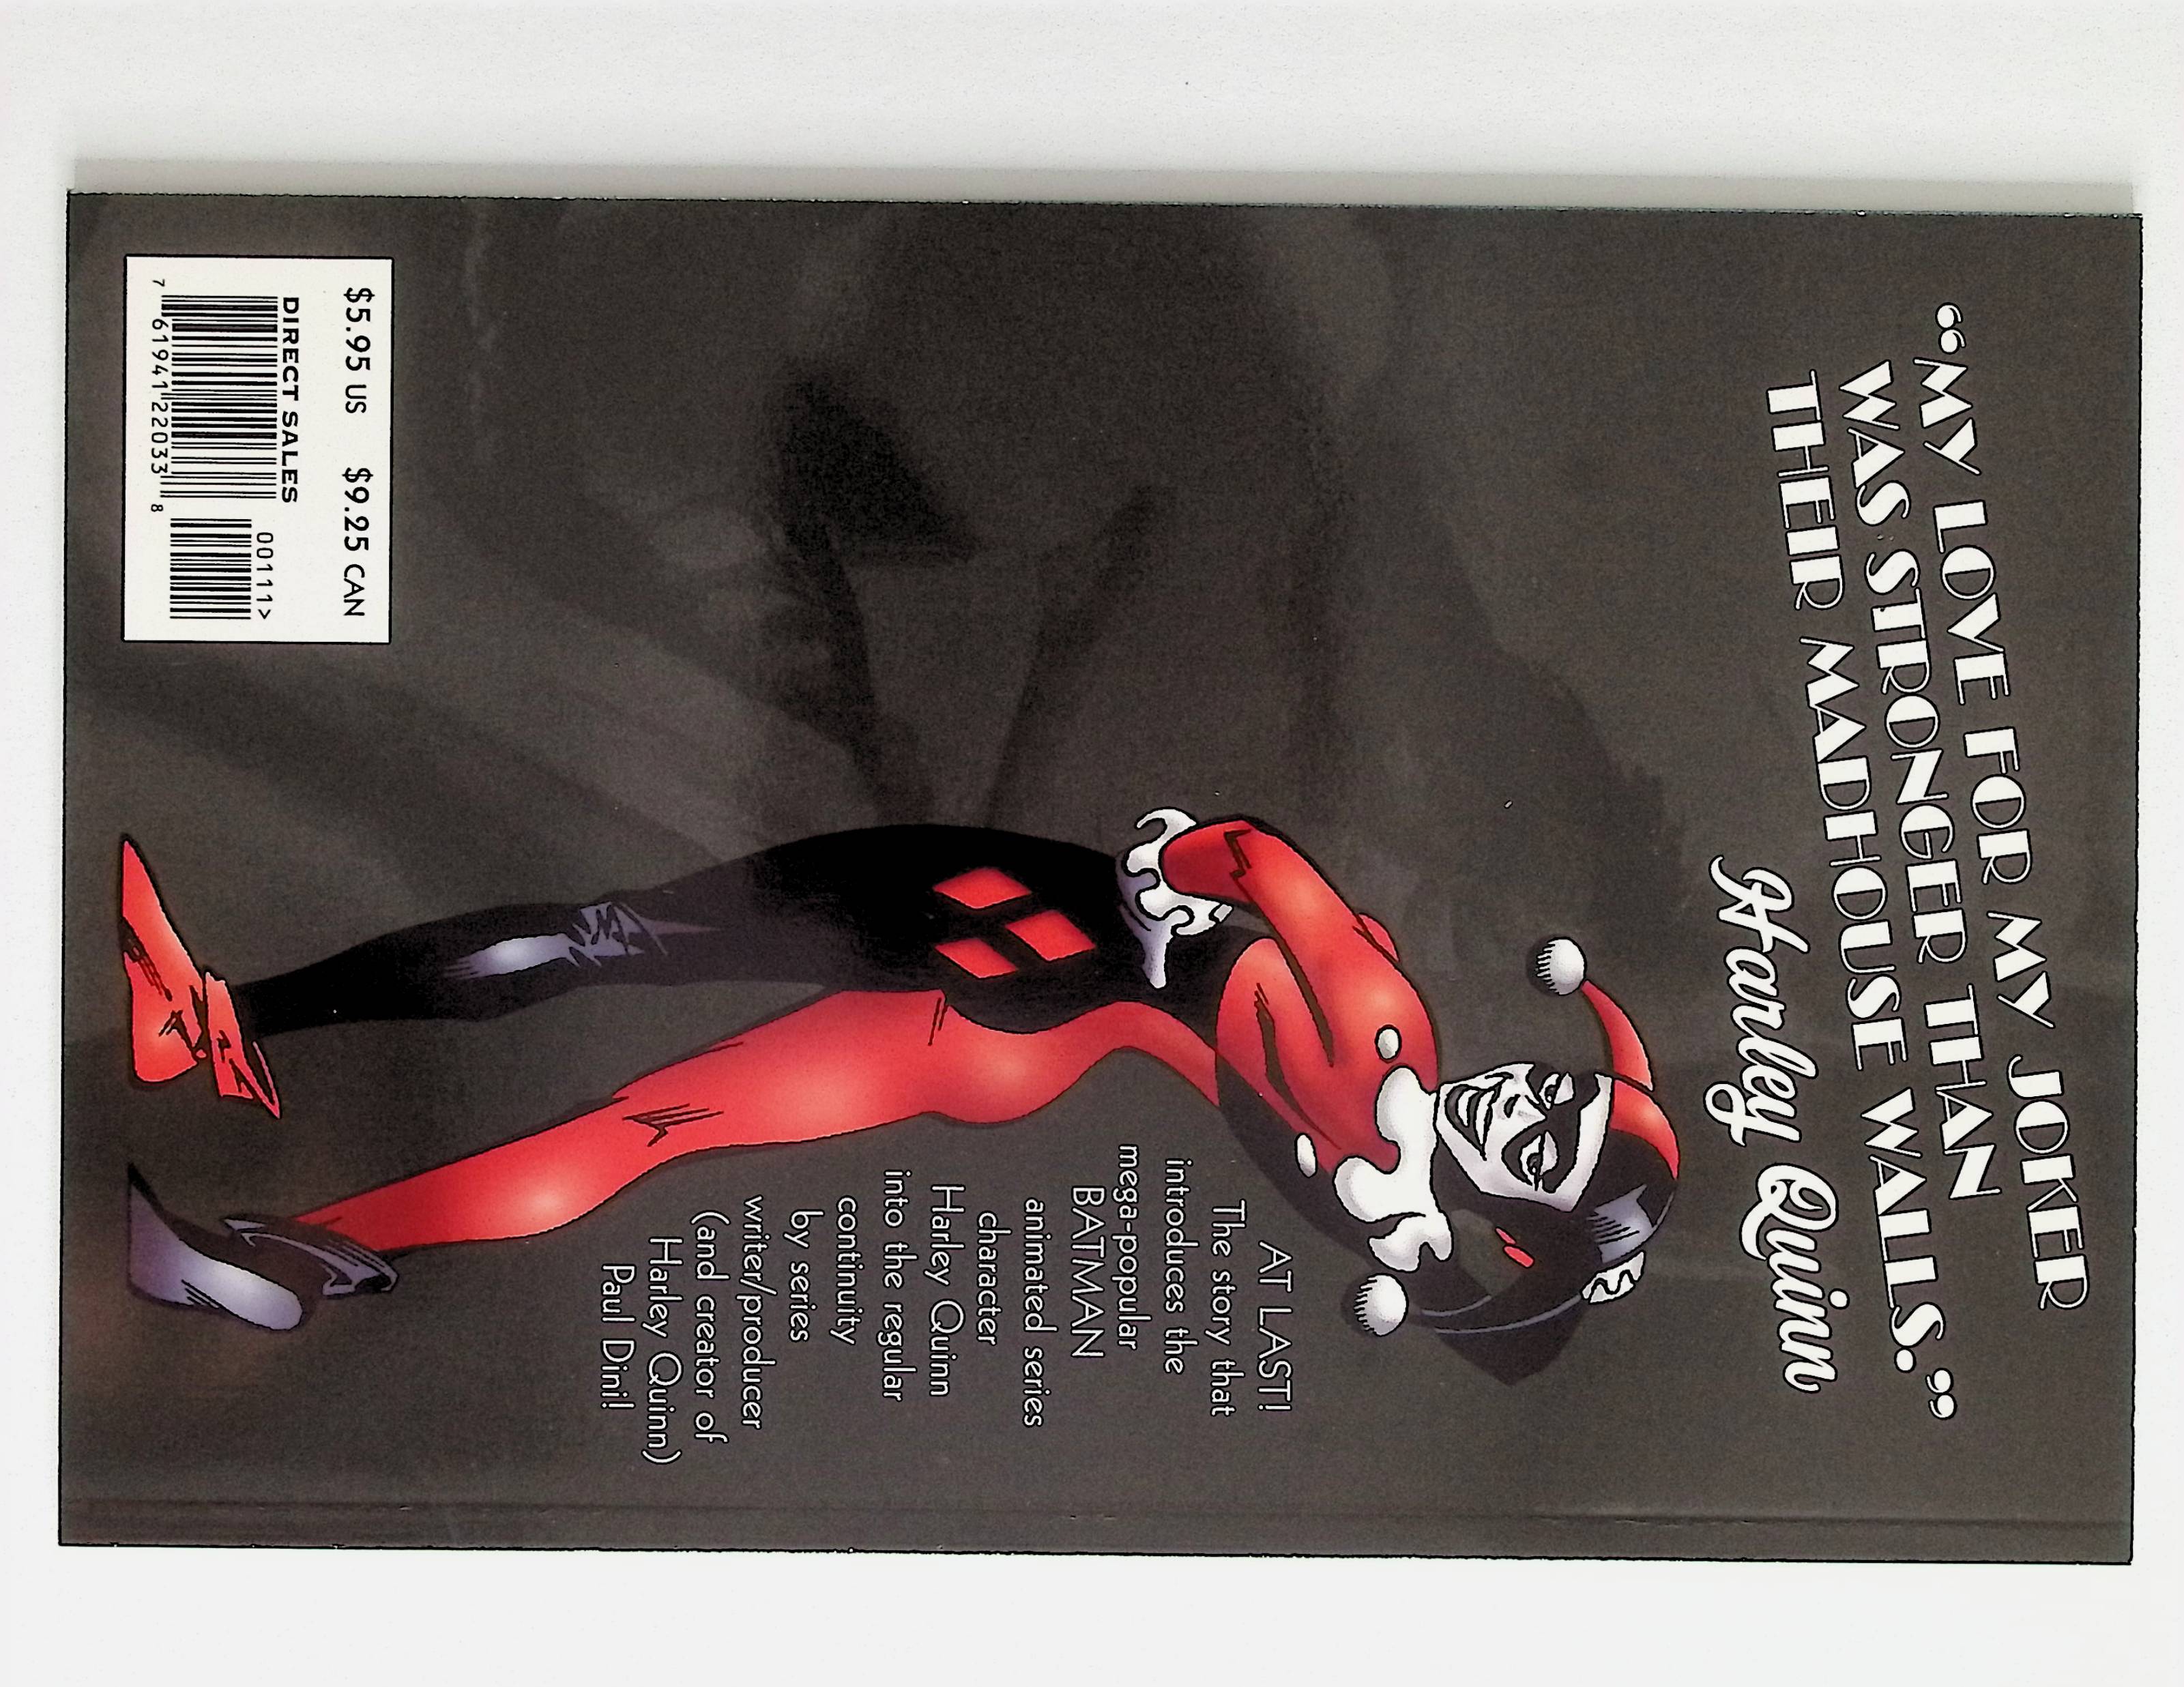 “MY LOVE FOR MY JOKER
WAS STRONGER THAN
THEIR MADHOUSE WALLS.”
Harley Quinn
AT LAST!
The story that
introduces the
mega-popular
BATMAN
animated series
character
Harley Quinn
into the regular
continuity
by series
writer/producer
(and creator of
Harley Quinn)
Paul Dini!
$5.95 US $9.25 CAN
DIRECT SALES
00111>
7 61941 22033 8